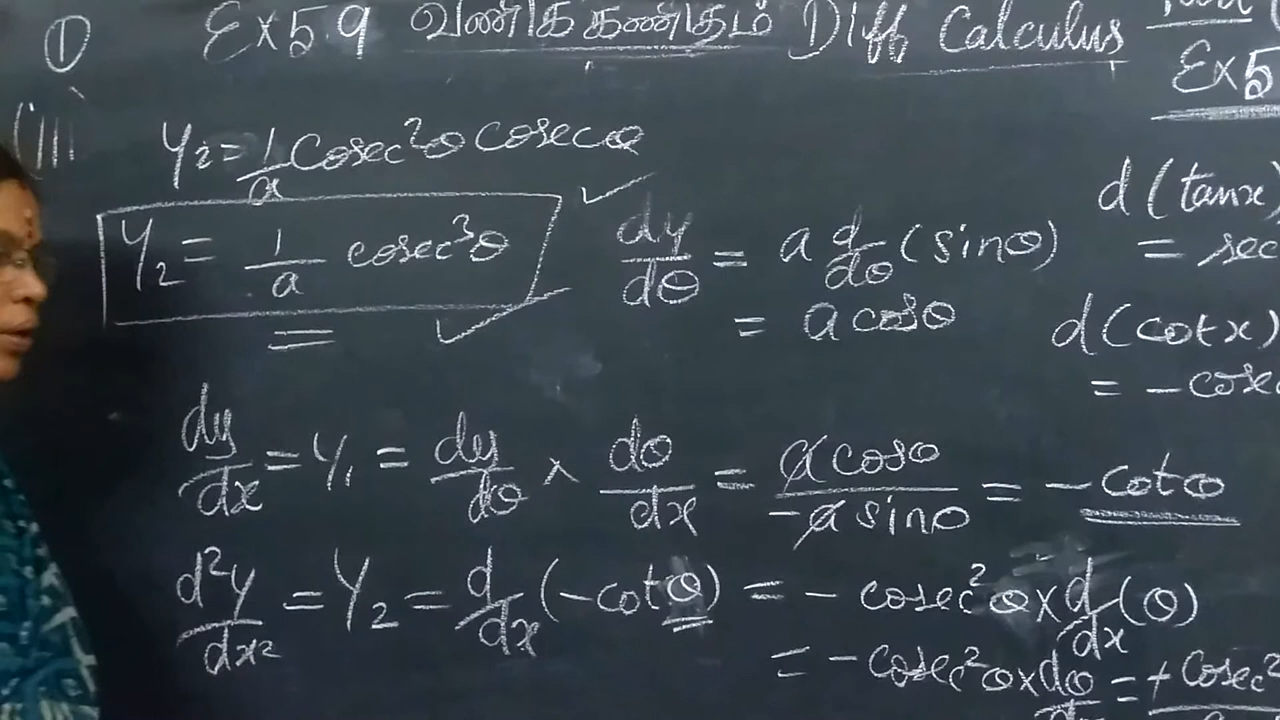 ① Ex 5.9 வண்கை கணிதம் Diff Calculus
Ex 5
(iii)
y₂ = 1/a cosec²θ cosecθ
y₂ = 1/a cosec³θ
dy/dθ = a d/dθ (sinθ)
= a cosθ
d(tanx)
= sec
d(cotx)
= -cosec
dy/dx = y₁ = dy/dθ × dθ/dx = a cosθ / -a sinθ = -cotθ
d²y/dx² = y₂ = d/dx (-cotθ) = -cosec²θ × d/dx (θ)
= -cosec²θ × dθ/dx = + cosec²